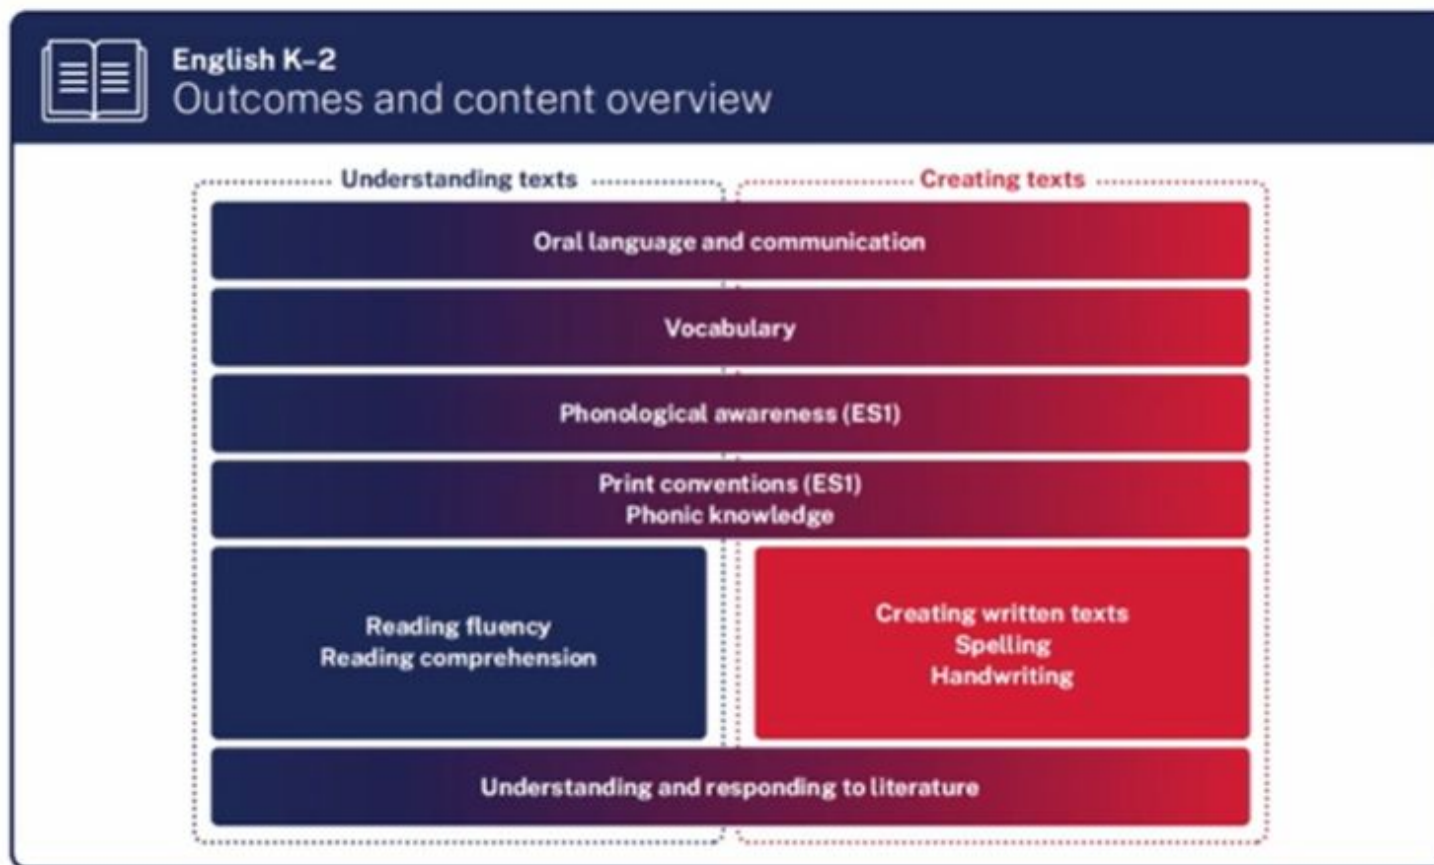 English K–2
Outcomes and content overview
Understanding texts
Creating texts
Oral language and communication
Vocabulary
Phonological awareness (ES1)
Print conventions (ES1)
Phonic knowledge
Reading fluency
Reading comprehension
Creating written texts
Spelling
Handwriting
Understanding and responding to literature